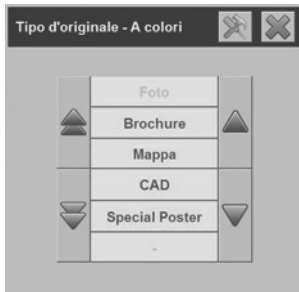 Tipo d'originale - A colori
Foto
Brochure
Mappa
CAD
Special Poster
-